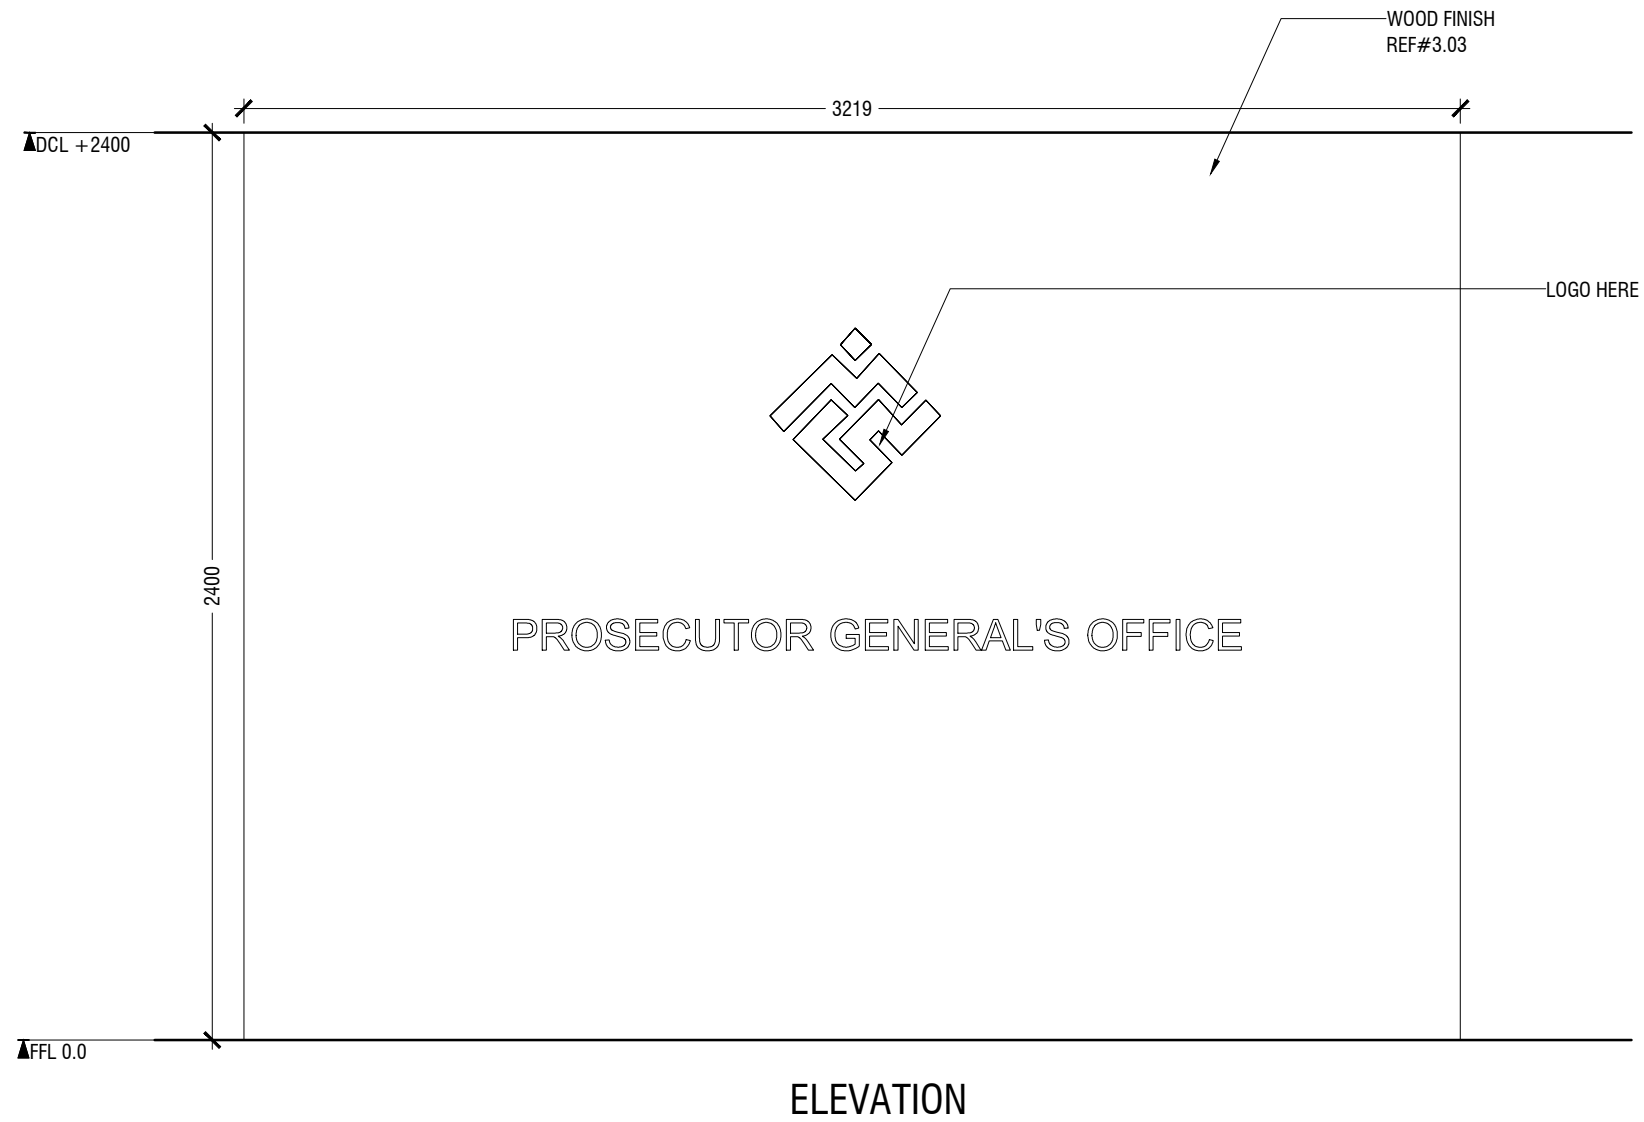 WOOD FINISH
REF#3.03
3219
DCL +2400
LOGO HERE
2400
PROSECUTOR GENERAL'S OFFICE
FFL 0.0
ELEVATION